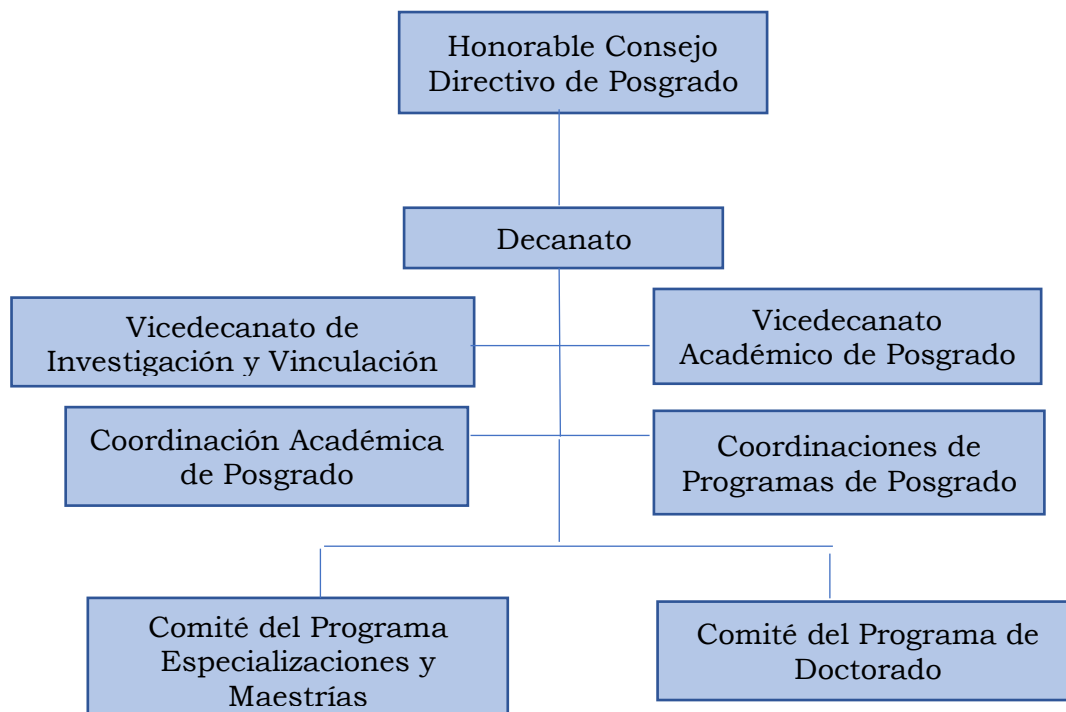 Honorable Consejo
Directivo de Posgrado
Decanato
Vicedecanato de
Investigación y Vinculación
Vicedecanato
Académico de Posgrado
Coordinación Académica
de Posgrado
Coordinaciones de
Programas de Posgrado
Comité del Programa
Especializaciones y
Maestrías
Comité del Programa de
Doctorado